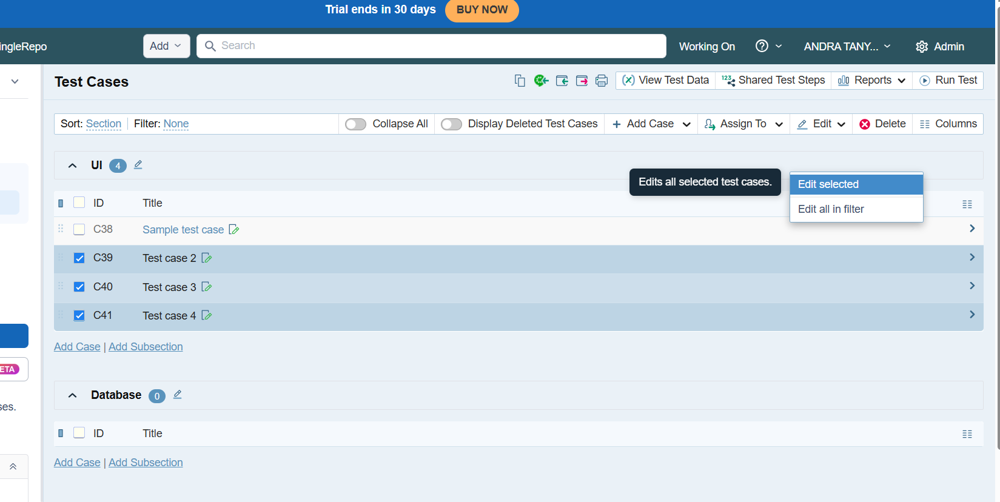 Trial ends in 30 days BUY NOW
ingleRepo Add Search Working On ANDRA TANY... Admin
Test Cases View Test Data 123 Shared Test Steps Reports Run Test
Sort: Section Filter: None Collapse All Display Deleted Test Cases Add Case Assign To Edit Delete Columns
UI 4
Edits all selected test cases. Edit selected
Edit all in filter
ID Title
C38 Sample test case
C39 Test case 2
C40 Test case 3
C41 Test case 4
Add Case | Add Subsection
ETA
Database 0
ses.
ID Title
Add Case | Add Subsection